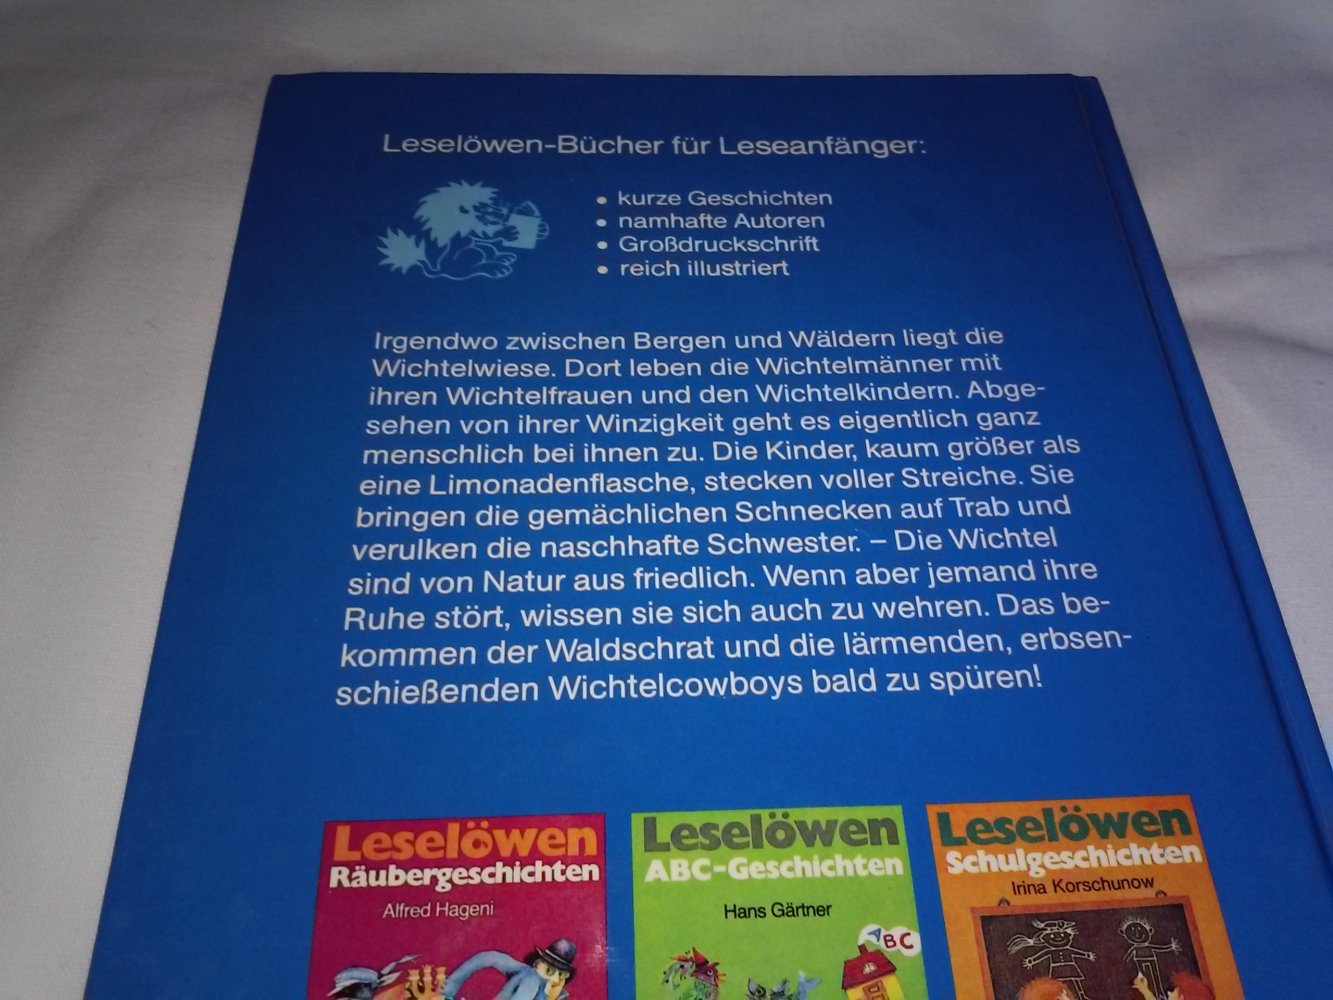 Leselöwen-Bücher für Leseanfänger:
• kurze Geschichten
• namhafte Autoren
• Großdruckschrift
• reich illustriert
Irgendwo zwischen Bergen und Wäldern liegt die
Wichtelwiese. Dort leben die Wichtelmänner mit
ihren Wichtelfrauen und den Wichtelkindern. Abge-
sehen von ihrer Winzigkeit geht es eigentlich ganz
menschlich bei ihnen zu. Die Kinder, kaum größer als
eine Limonadenflasche, stecken voller Streiche. Sie
bringen die gemächlichen Schnecken auf Trab und
verulken die naschhafte Schwester. – Die Wichtel
sind von Natur aus friedlich. Wenn aber jemand ihre
Ruhe stört, wissen sie sich auch zu wehren. Das be-
kommen der Waldschrat und die lärmenden, erbsen-
schießenden Wichtelcowboys bald zu spüren!
Leselöwen
Räubergeschichten
Alfred Hageni
Leselöwen
ABC-Geschichten
Hans Gärtner
ABC
Leselöwen
Schulgeschichten
Irina Korschunow